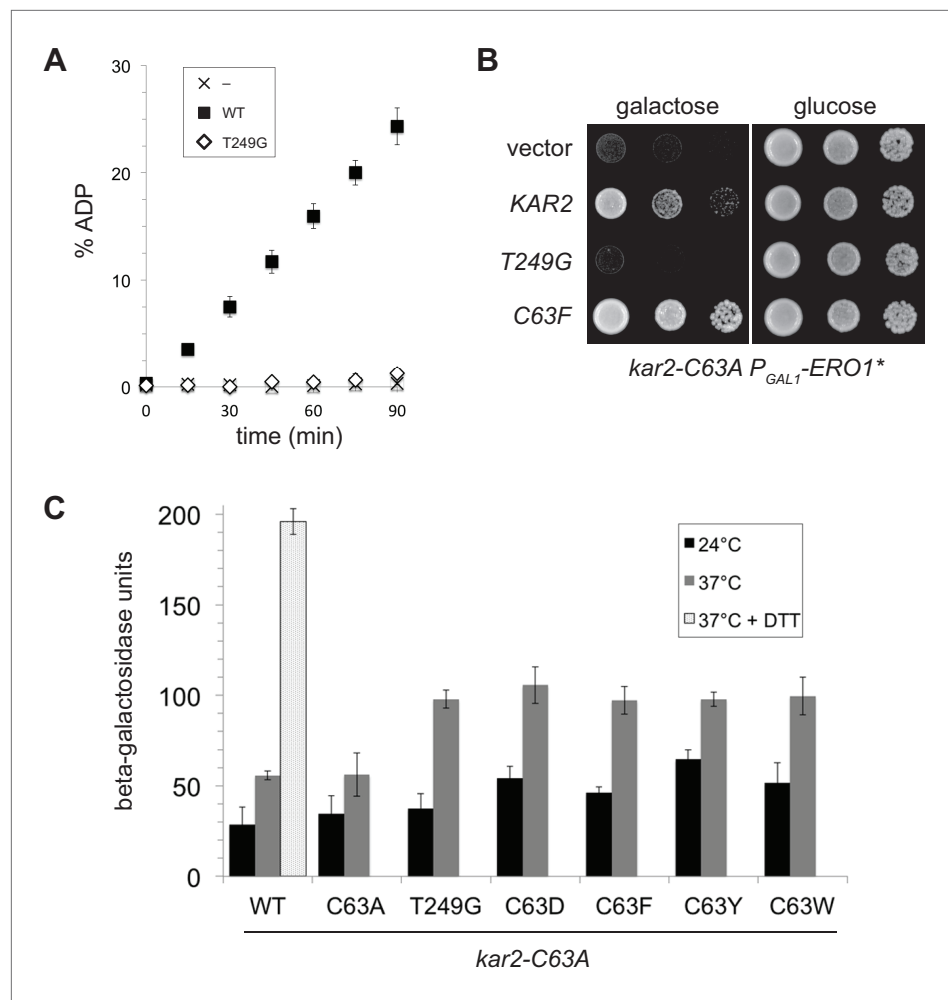 A
30
20
10
0
% ADP
–
WT
T249G
0
30
60
90
time (min)
B
galactose
glucose
vector
KAR2
T249G
C63F
kar2-C63A PGAL1-ERO1*
C
200
150
100
50
0
beta-galactosidase units
24°C
37°C
37°C + DTT
WT
C63A
T249G
C63D
C63F
C63Y
C63W
kar2-C63A